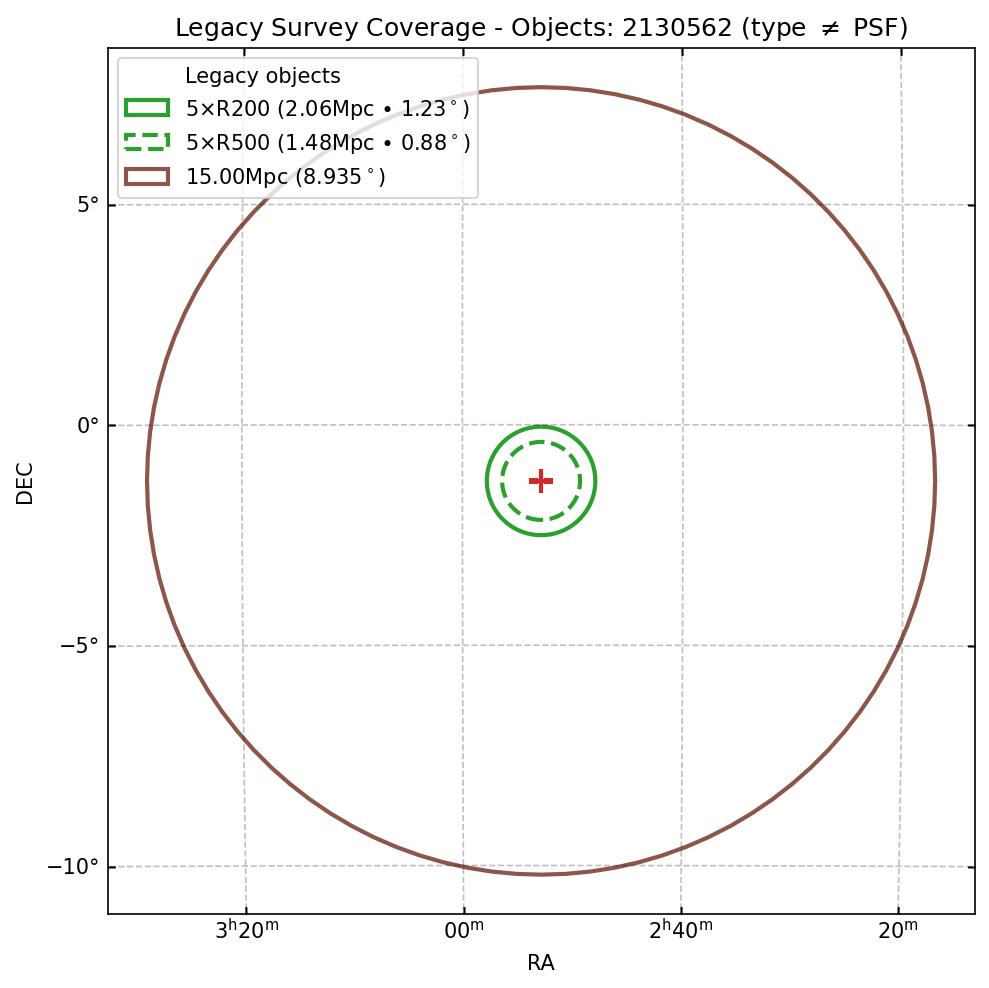 Legacy Survey Coverage - Objects: 2130562 (type ≠ PSF)
Legacy objects
5×R200 (2.06Mpc • 1.23°)
5×R500 (1.48Mpc • 0.88°)
15.00Mpc (8.935°)
5°
0°
−5°
−10°
DEC
3ʰ20ᵐ 00ᵐ 2ʰ40ᵐ 20ᵐ
RA